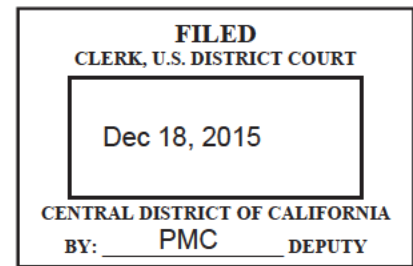 FILED
CLERK, U.S. DISTRICT COURT
Dec 18, 2015
CENTRAL DISTRICT OF CALIFORNIA
BY: PMC DEPUTY